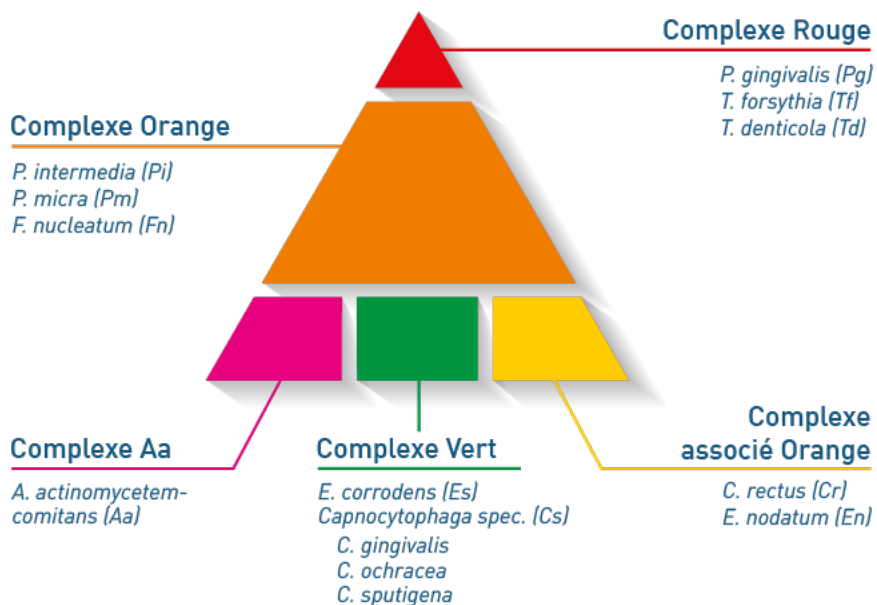 Complexe Rouge
P. gingivalis (Pg)
T. forsythia (Tf)
T. denticola (Td)
Complexe Orange
P. intermedia (Pi)
P. micra (Pm)
F. nucleatum (Fn)
Complexe Aa
A. actinomycetem-
comitans (Aa)
Complexe Vert
E. corrodens (Es)
Capnocytophaga spec. (Cs)
C. gingivalis
C. ochracea
C. sputigena
Complexe
associé Orange
C. rectus (Cr)
E. nodatum (En)